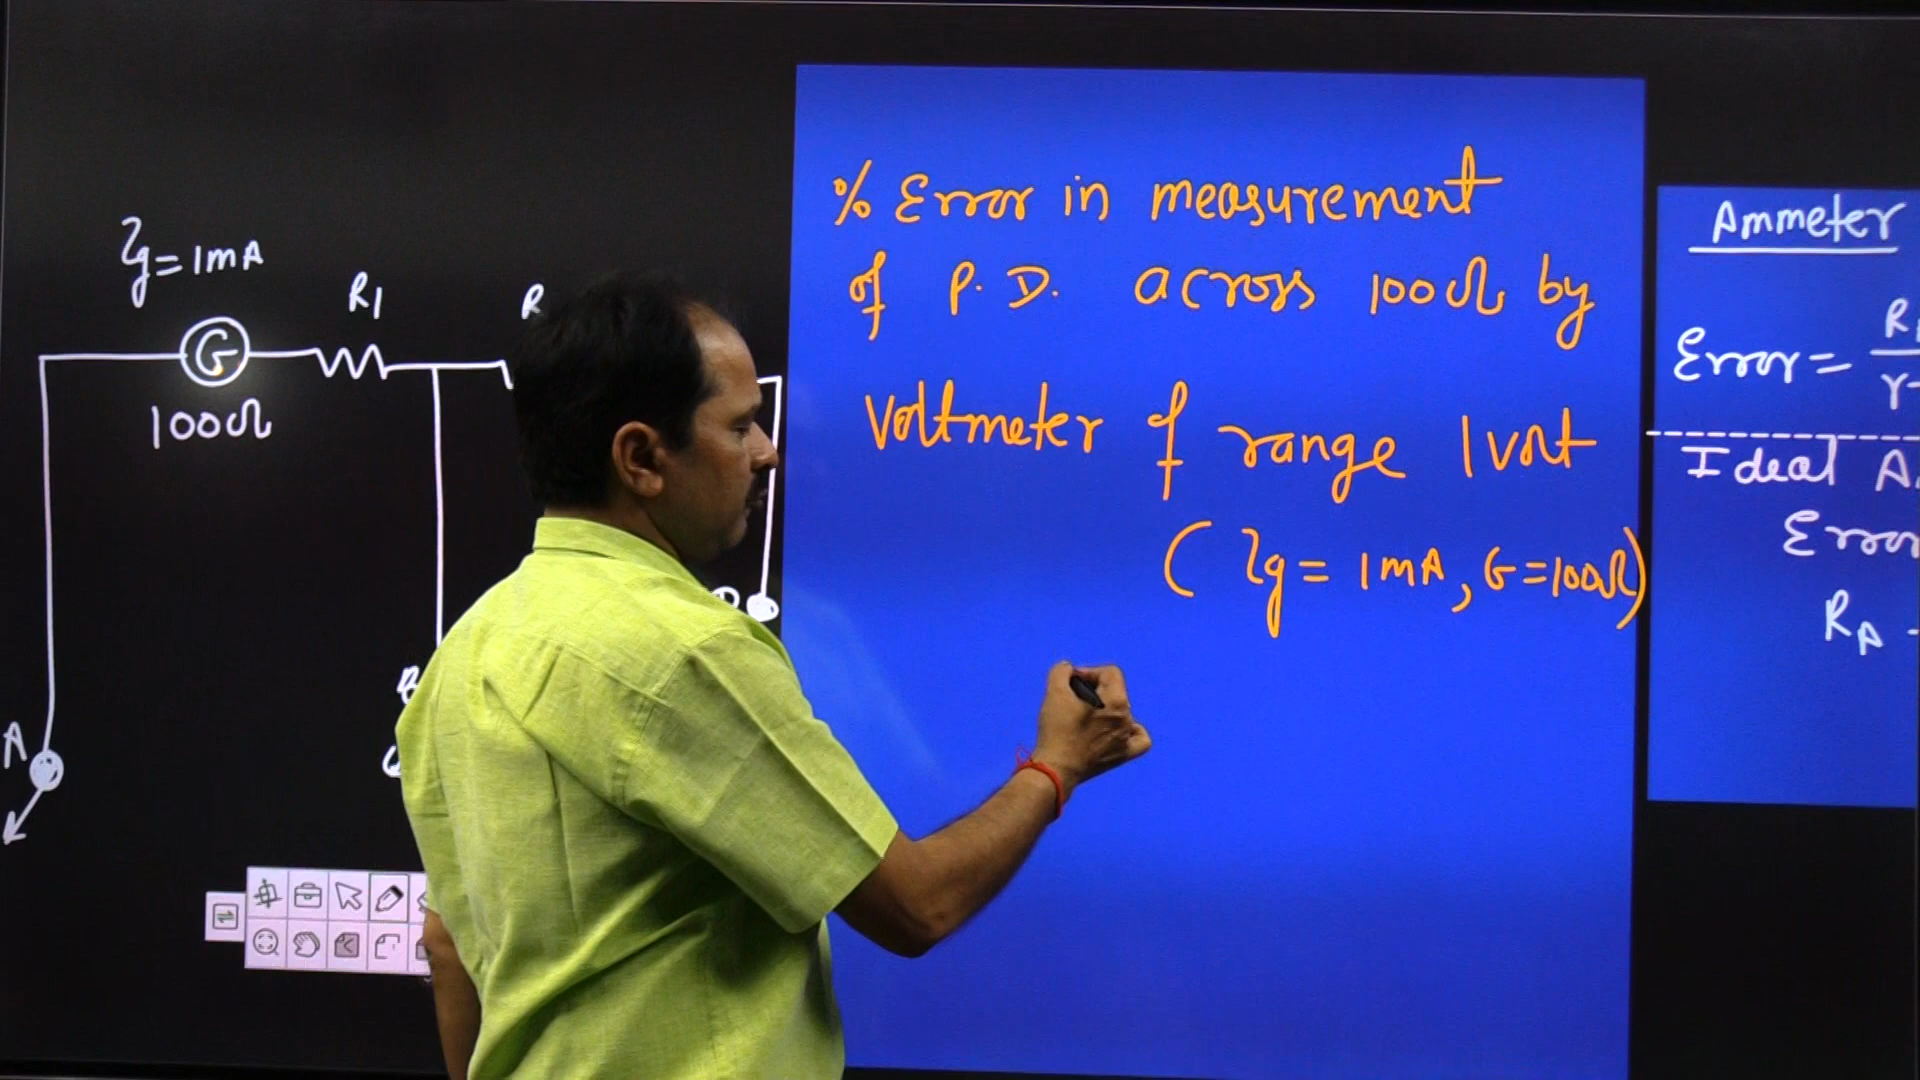 Ig = 1mA
R1
R
G
100Ω
A
% Error in measurement
of P.D. across 100Ω by
Voltmeter of range 1volt
(Ig = 1mA, G = 100Ω)
Ammeter
Error =
Ideal A
Error
RA